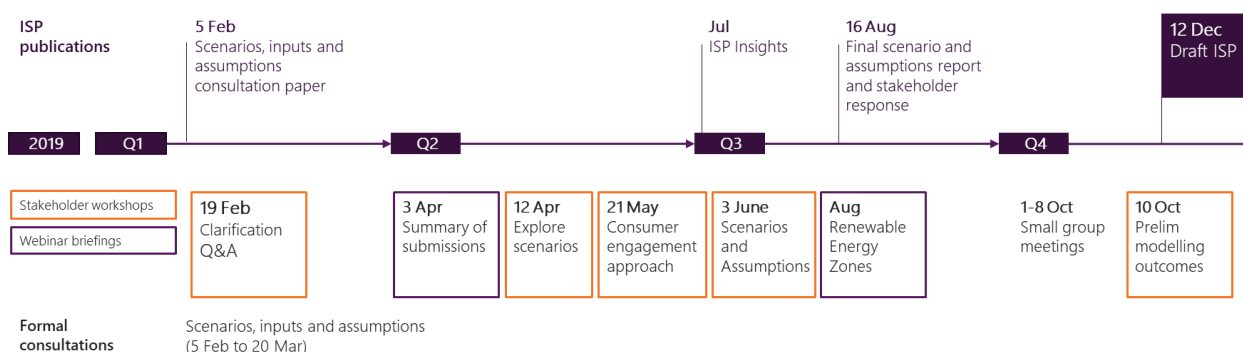 ISP
publications
5 Feb
Scenarios, inputs and
assumptions
consultation paper
Jul
ISP Insights
16 Aug
Final scenario and
assumptions report
and stakeholder
response
12 Dec
Draft ISP
2019
Q1
Q2
Q3
Q4
Stakeholder workshops
Webinar briefings
19 Feb
Clarification
Q&A
3 Apr
Summary of
submissions
12 Apr
Explore
scenarios
21 May
Consumer
engagement
approach
3 June
Scenarios
and
Assumptions
Aug
Renewable
Energy
Zones
1-8 Oct
Small group
meetings
10 Oct
Prelim
modelling
outcomes
Formal
consultations
Scenarios, inputs and assumptions
(5 Feb to 20 Mar)